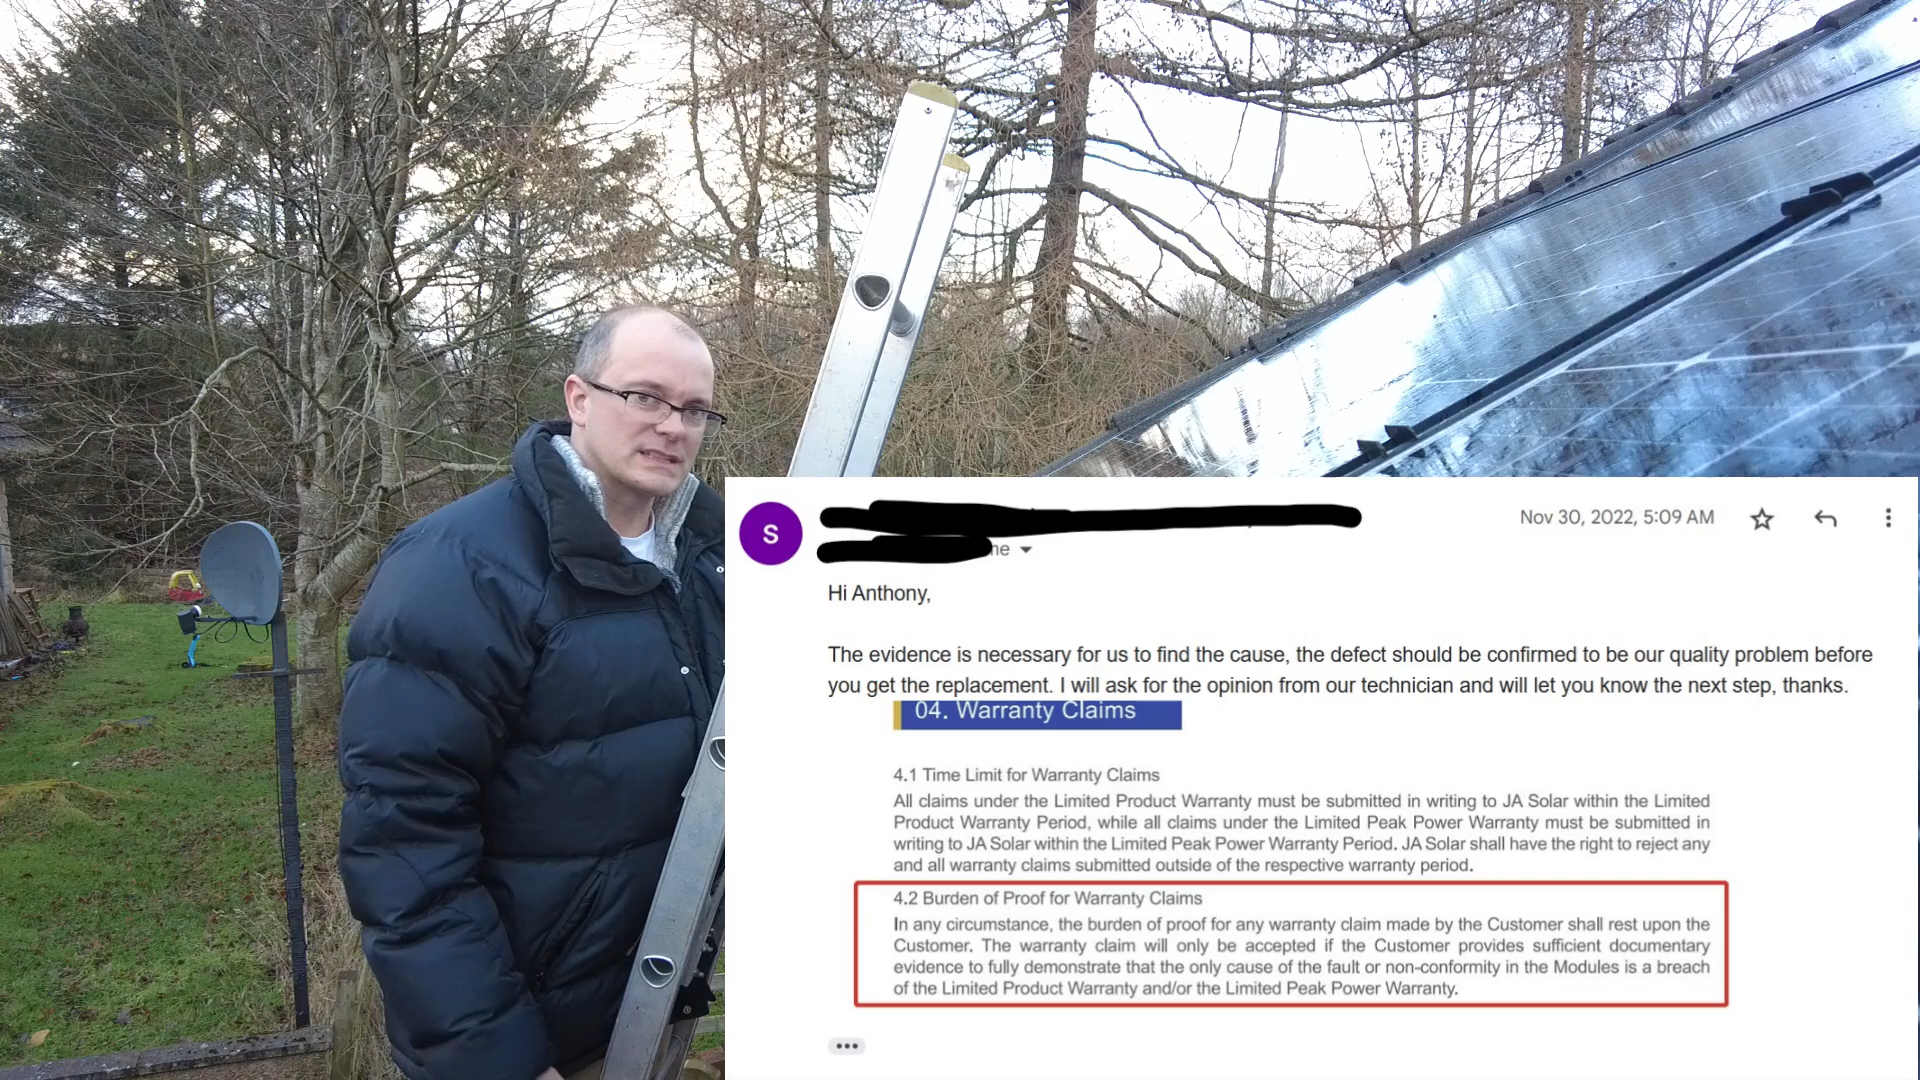 S
Nov 30, 2022, 5:09 AM
me
Hi Anthony,
The evidence is necessary for us to find the cause, the defect should be confirmed to be our quality problem before
you get the replacement. I will ask for the opinion from our technician and will let you know the next step, thanks.
04. Warranty Claims
4.1 Time Limit for Warranty Claims
All claims under the Limited Product Warranty must be submitted in writing to JA Solar within the Limited
Product Warranty Period, while all claims under the Limited Peak Power Warranty must be submitted in
writing to JA Solar within the Limited Peak Power Warranty Period. JA Solar shall have the right to reject any
and all warranty claims submitted outside of the respective warranty period.
4.2 Burden of Proof for Warranty Claims
In any circumstance, the burden of proof for any warranty claim made by the Customer shall rest upon the
Customer. The warranty claim will only be accepted if the Customer provides sufficient documentary
evidence to fully demonstrate that the only cause of the fault or non-conformity in the Modules is a breach
of the Limited Product Warranty and/or the Limited Peak Power Warranty.